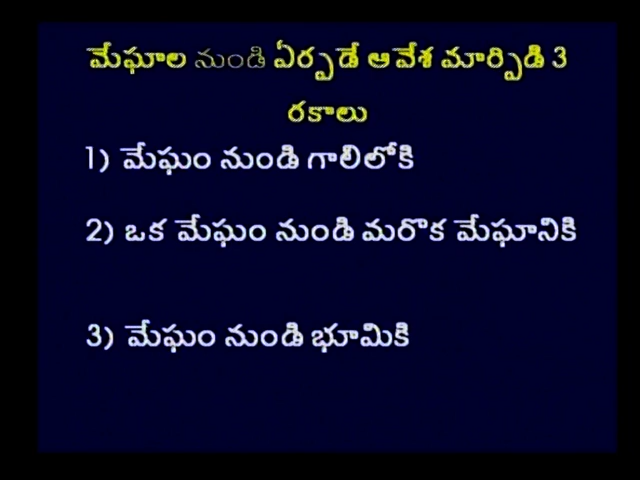 మేఘాల నుండి ఏర్పడే ఆవేశ మార్పిడి 3
రకాలు
1) మేఘం నుండి గాలిలోకి
2) ఒక మేఘం నుండి మరొక మేఘానికి
3) మేఘం నుండి భూమికి